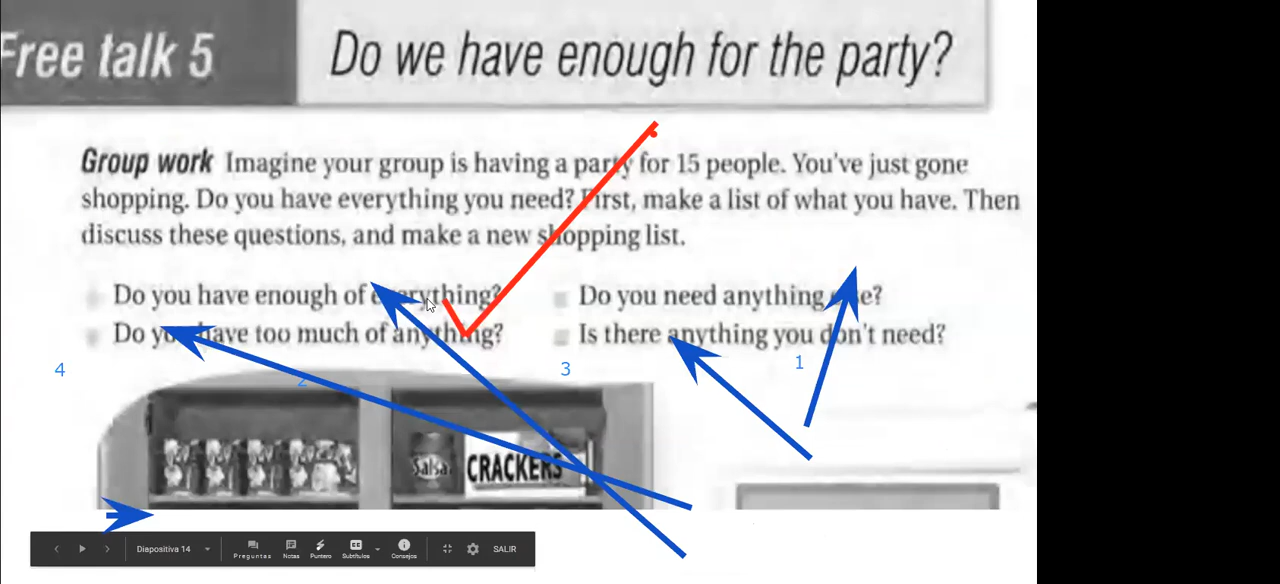 Free talk 5
Do we have enough for the party?
Group work Imagine your group is having a party for 15 people. You've just gone
shopping. Do you have everything you need? First, make a list of what you have. Then
discuss these questions, and make a new shopping list.
Do you have enough of everything?
Do you need anything else?
Do you have too much of anything?
Is there anything you don't need?
4
2
3
1
Salsa
CRACKERS
Diapositiva 14
Preguntas
Notas
Puntero
Subtítulos
Consejos
SALIR